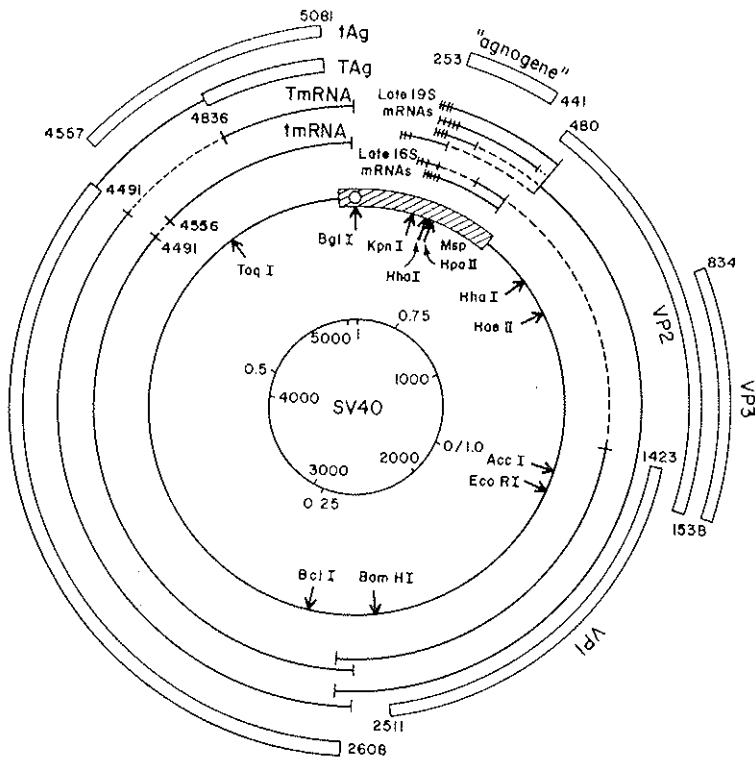 5081
tAg
TAg
TmRNA
tmRNA
4836
4557
4491
4556
4491
"agnogene"
253
441
480
Late 19S
mRNAs
Late 16S
mRNAs
Bgl I
Kpn I
Hha I
Msp
Hpa II
Hha I
Hae II
Taq I
834
VP2
VP3
5000
1
0.75
0.5
4000
1000
SV40
0/1.0
3000
2000
0 25
Acc I
Eco RI
1423
1538
Bcl I
Bam HI
VP1
2511
2608